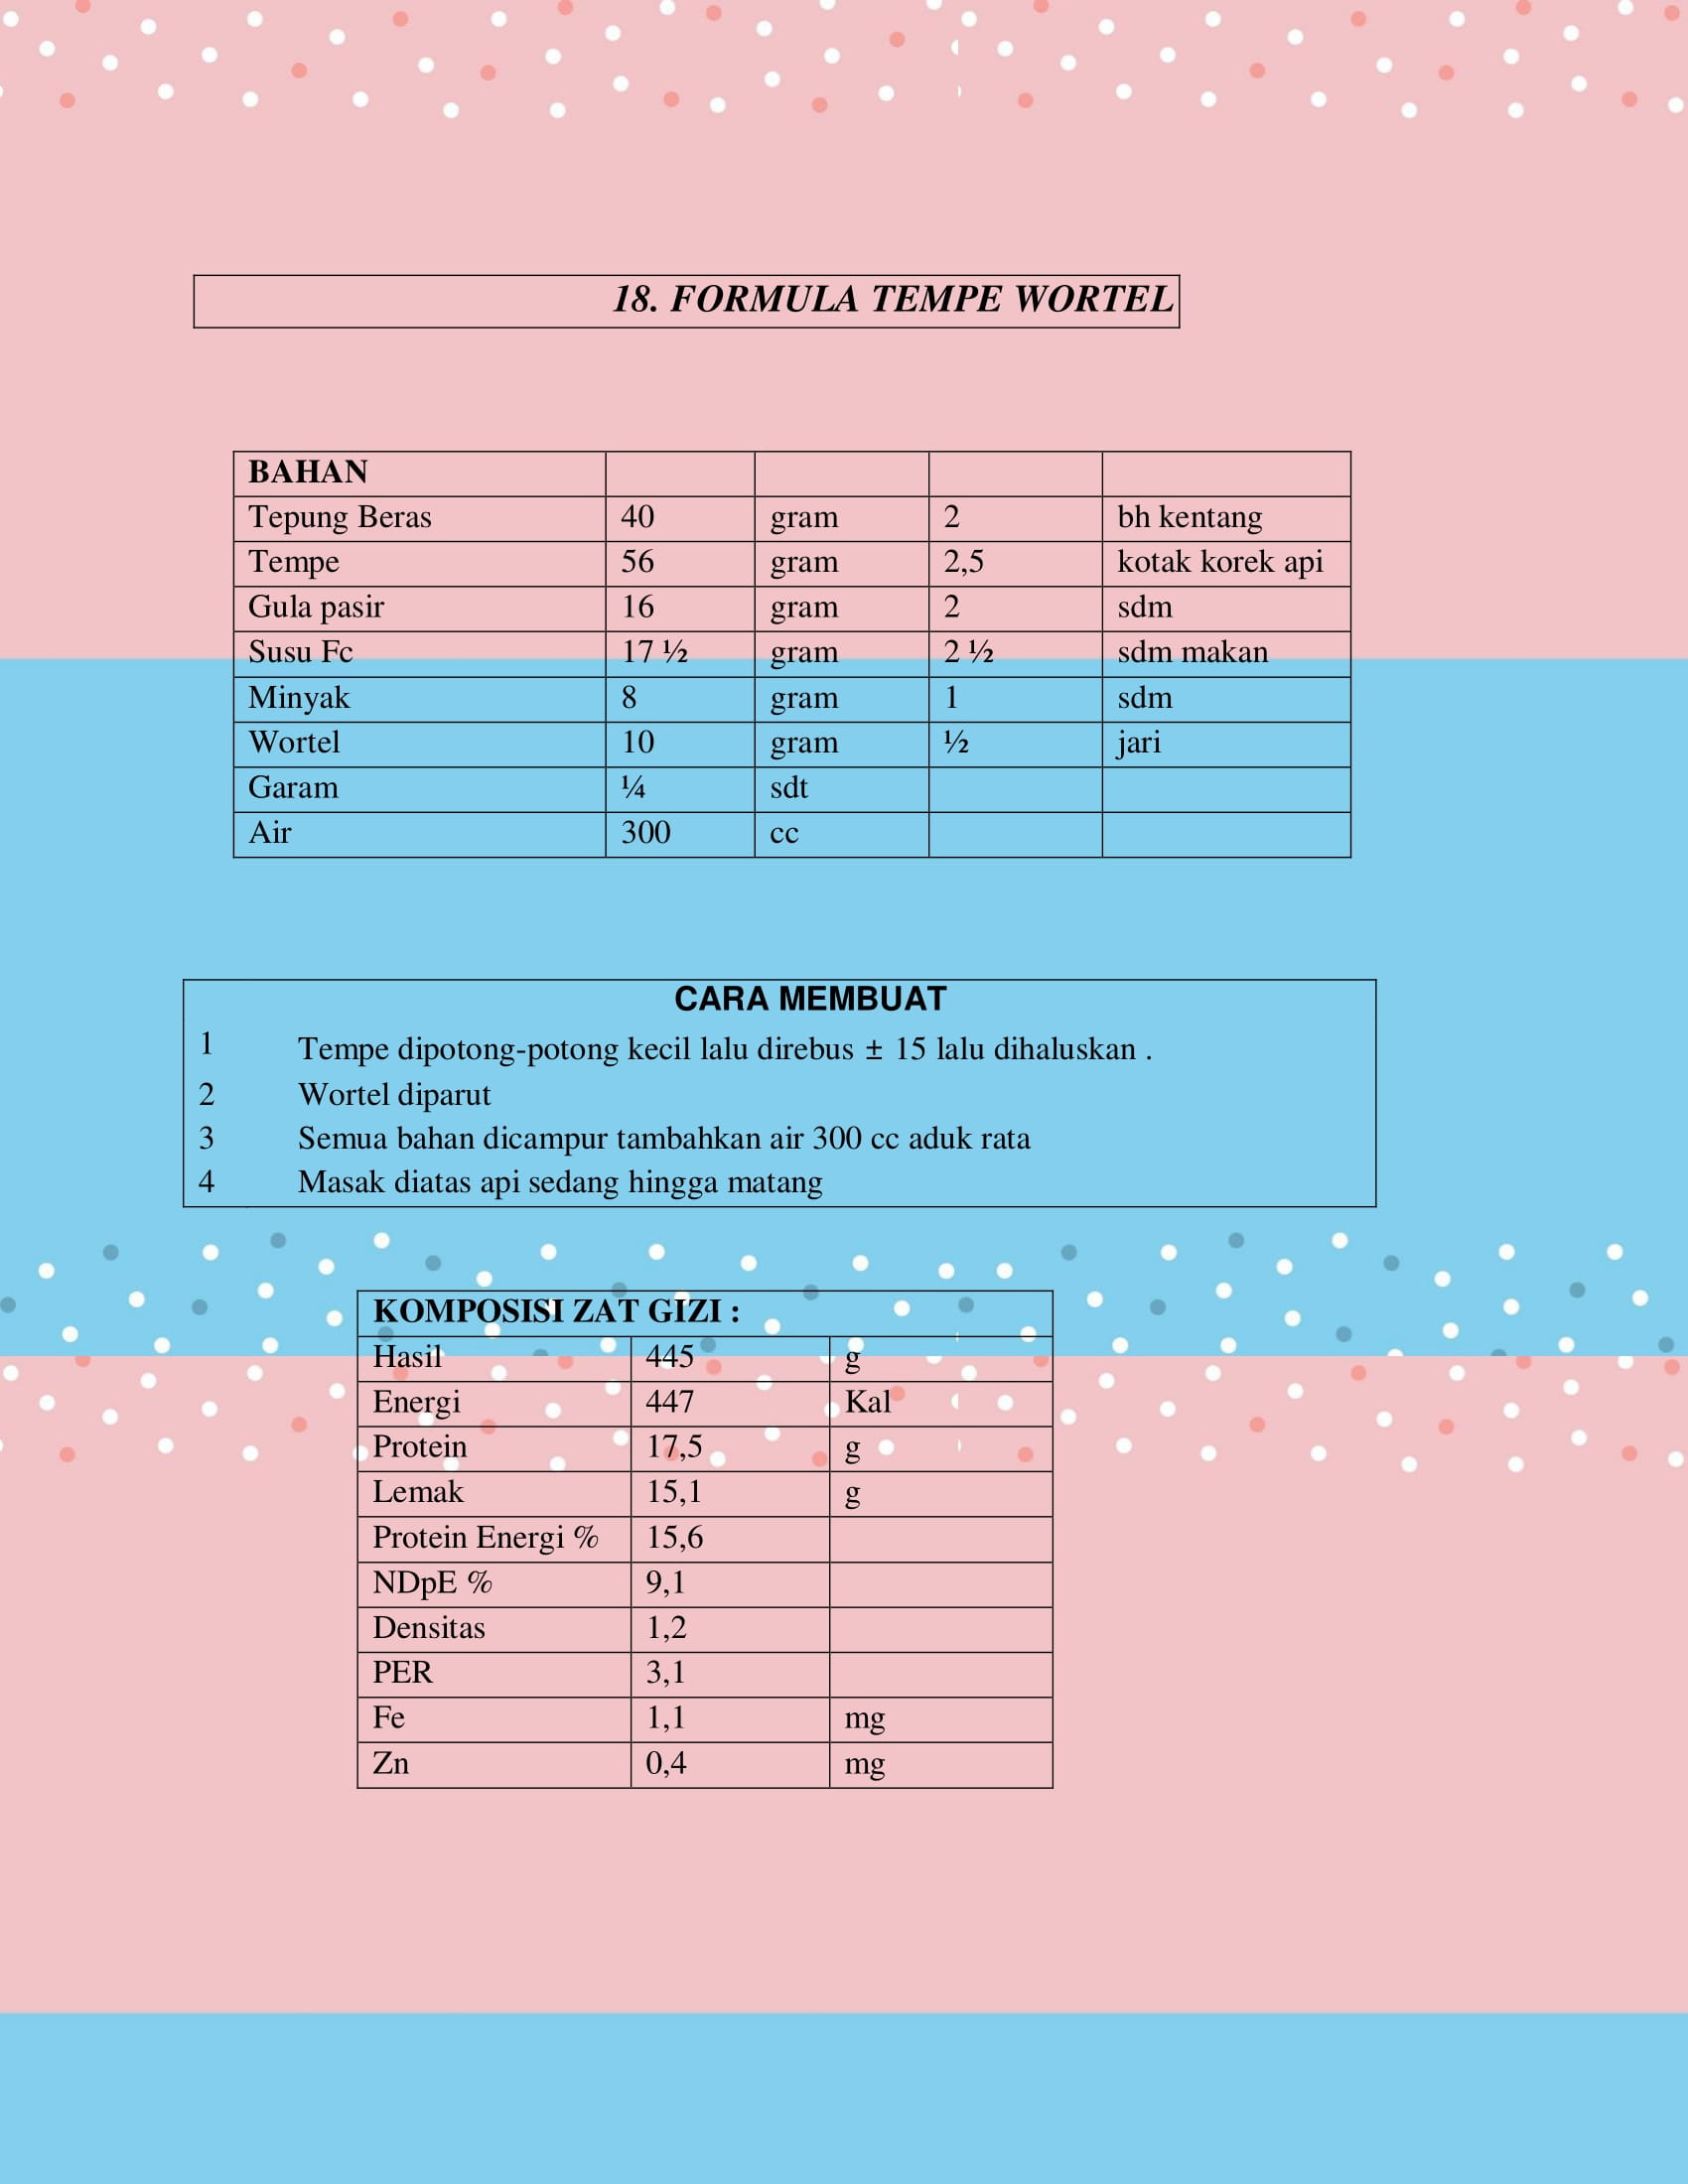 18. FORMULA TEMPE WORTEL
BAHAN
Tepung Beras 40 gram 2 bh kentang
Tempe 56 gram 2,5 kotak korek api
Gula pasir 16 gram 2 sdm
Susu Fc 17 ½ gram 2 ½ sdm makan
Minyak 8 gram 1 sdm
Wortel 10 gram ½ jari
Garam ¼ sdt
Air 300 cc
CARA MEMBUAT
1 Tempe dipotong-potong kecil lalu direbus ± 15 lalu dihaluskan .
2 Wortel diparut
3 Semua bahan dicampur tambahkan air 300 cc aduk rata
4 Masak diatas api sedang hingga matang
KOMPOSISI ZAT GIZI :
Hasil 445 g
Energi 447 Kal
Protein 17,5 g
Lemak 15,1 g
Protein Energi % 15,6
NDpE % 9,1
Densitas 1,2
PER 3,1
Fe 1,1 mg
Zn 0,4 mg